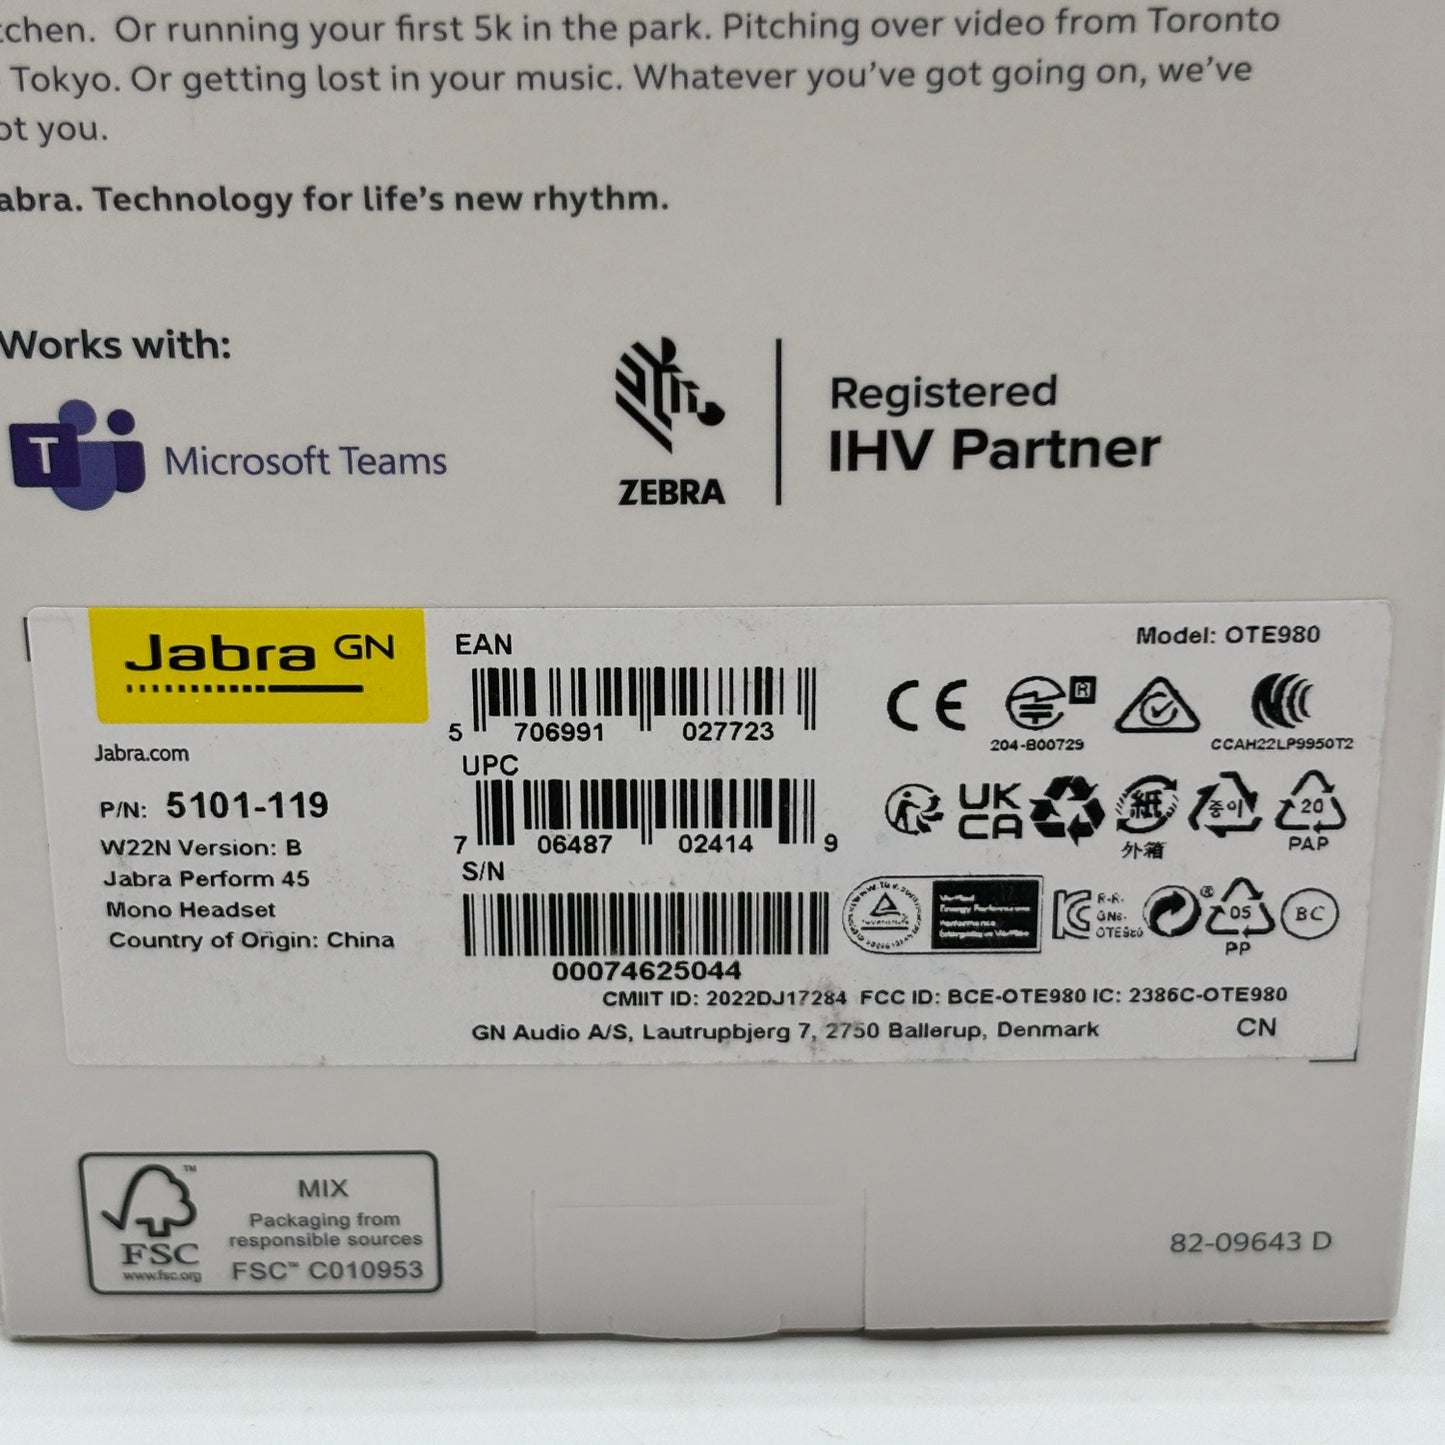 tchen. Or running your first 5k in the park. Pitching over video from Toronto
Tokyo. Or getting lost in your music. Whatever you've got going on, we've
ot you.
abra. Technology for life's new rhythm.
Works with:
T Microsoft Teams
ZEBRA
Registered
IHV Partner
Jabra GN
Jabra.com
P/N: 5101-119
W22N Version: B
Jabra Perform 45
Mono Headset
Country of Origin: China
EAN
5 706991 027723
UPC
7 06487 02414 9
S/N
00074625044
Model: OTE980
CE
R
204-B00729
CCAH22LP9950T2
UK
CA
紙
外箱
종이
20
PAP
R-R-
GNe-
OTE980
05
PP
BC
CMIIT ID: 2022DJ17284 FCC ID: BCE-OTE980 IC: 2386C-OTE980
GN Audio A/S, Lautrupbjerg 7, 2750 Ballerup, Denmark
CN
FSC
www.fsc.org
MIX
Packaging from
responsible sources
FSC™ C010953
82-09643 D